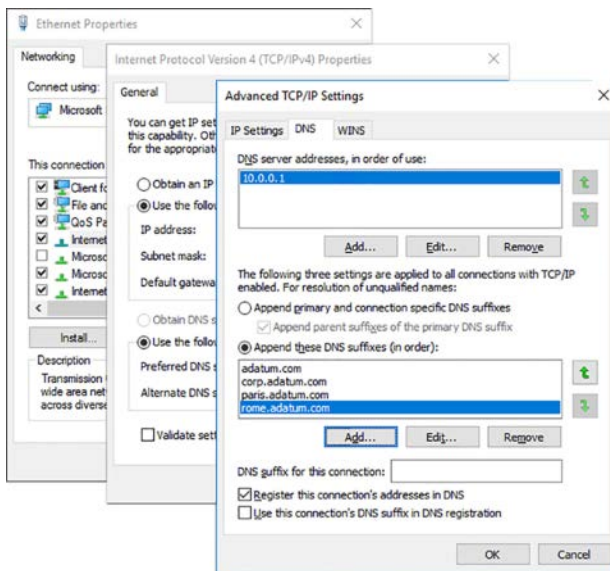 Ethernet Properties
Networking
Connect using:
Microsoft
This connection
Client fo
File and
QoS Pa
Internet
Microso
Microso
Internet
Install...
Description
Transmission
wide area net
across diverse
Internet Protocol Version 4 (TCP/IPv4) Properties
General
You can get IP set
this capability. Oth
for the appropriat
Obtain an IP
Use the follow
IP address:
Subnet mask:
Default gatewa
Obtain DNS s
Use the follow
Preferred DNS s
Alternate DNS s
Validate sett
Advanced TCP/IP Settings
IP Settings DNS WINS
DNS server addresses, in order of use:
10.0.0.1
Add... Edit... Remove
The following three settings are applied to all connections with TCP/IP
enabled. For resolution of unqualified names:
Append primary and connection specific DNS suffixes
Append parent suffixes of the primary DNS suffix
Append these DNS suffixes (in order):
adatum.com
corp.adatum.com
paris.adatum.com
rome.adatum.com
Add... Edit... Remove
DNS suffix for this connection:
Register this connection's addresses in DNS
Use this connection's DNS suffix in DNS registration
OK Cancel